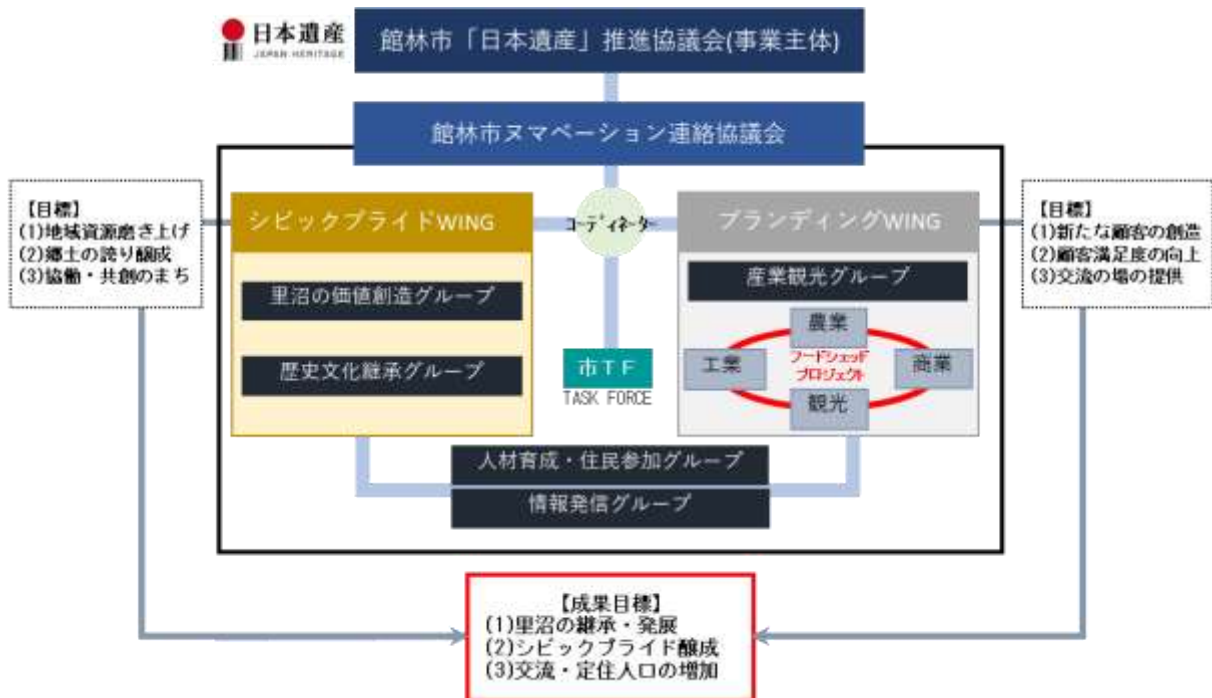 日本遺産
JAPAN HERITAGE
館林市「日本遺産」推進協議会(事業主体)
館林市ヌマベーション連絡協議会
【目標】
(1)地域資源磨き上げ
(2)郷土の誇り醸成
(3)協働・共創のまち
シビックプライドWING
里沼の価値創造グループ
歴史文化継承グループ
コーディネーター
市TF
TASK FORCE
ブランディングWING
産業観光グループ
農業
工業
フードシェッド
プロジェクト
商業
観光
【目標】
(1)新たな顧客の創造
(2)顧客満足度の向上
(3)交流の場の提供
人材育成・住民参加グループ
情報発信グループ
【成果目標】
(1)里沼の継承・発展
(2)シビックプライド醸成
(3)交流・定住人口の増加